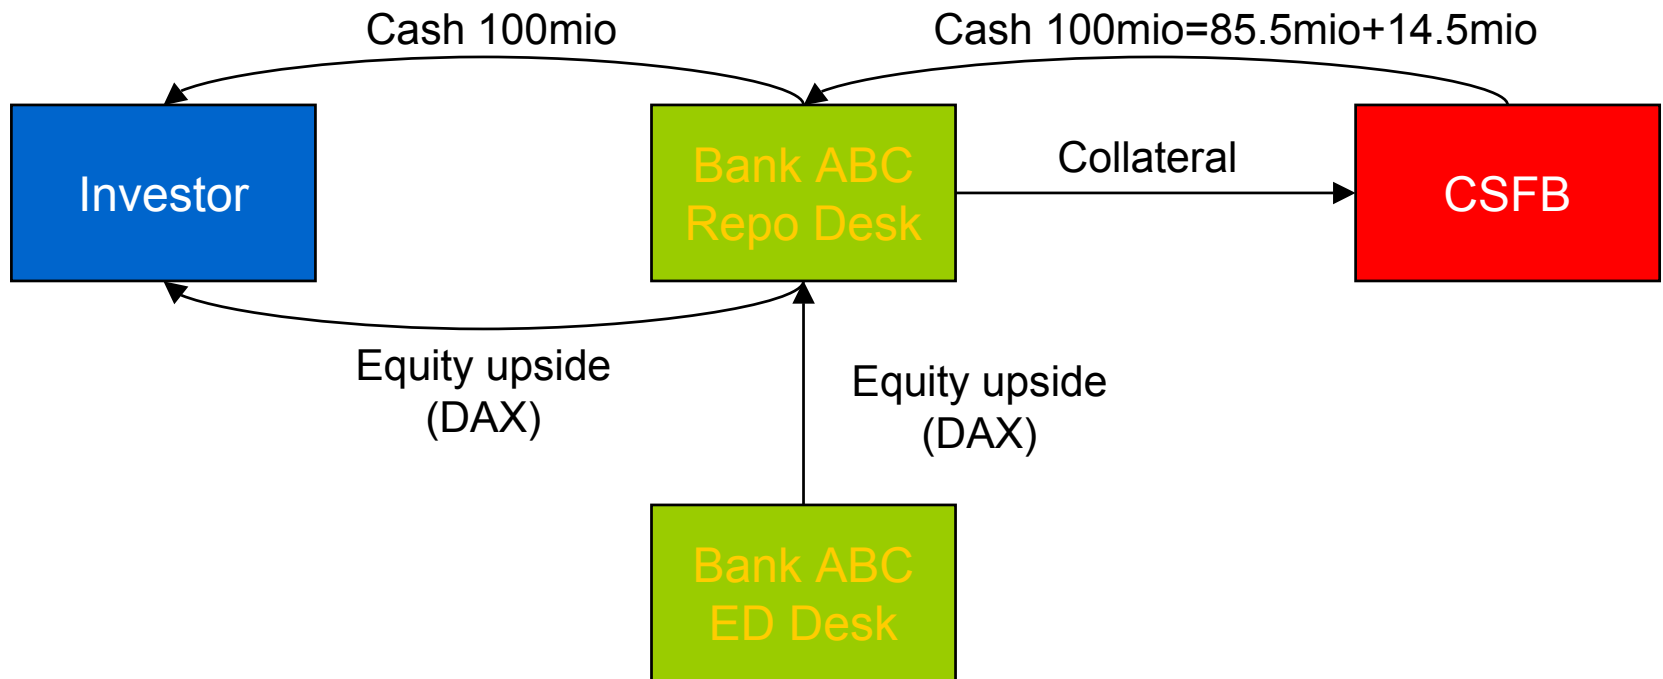 Cash 100mio
Cash 100mio=85.5mio+14.5mio
Investor
Bank ABC
Repo Desk
Collateral
CSFB
Equity upside
(DAX)
Equity upside
(DAX)
Bank ABC
ED Desk